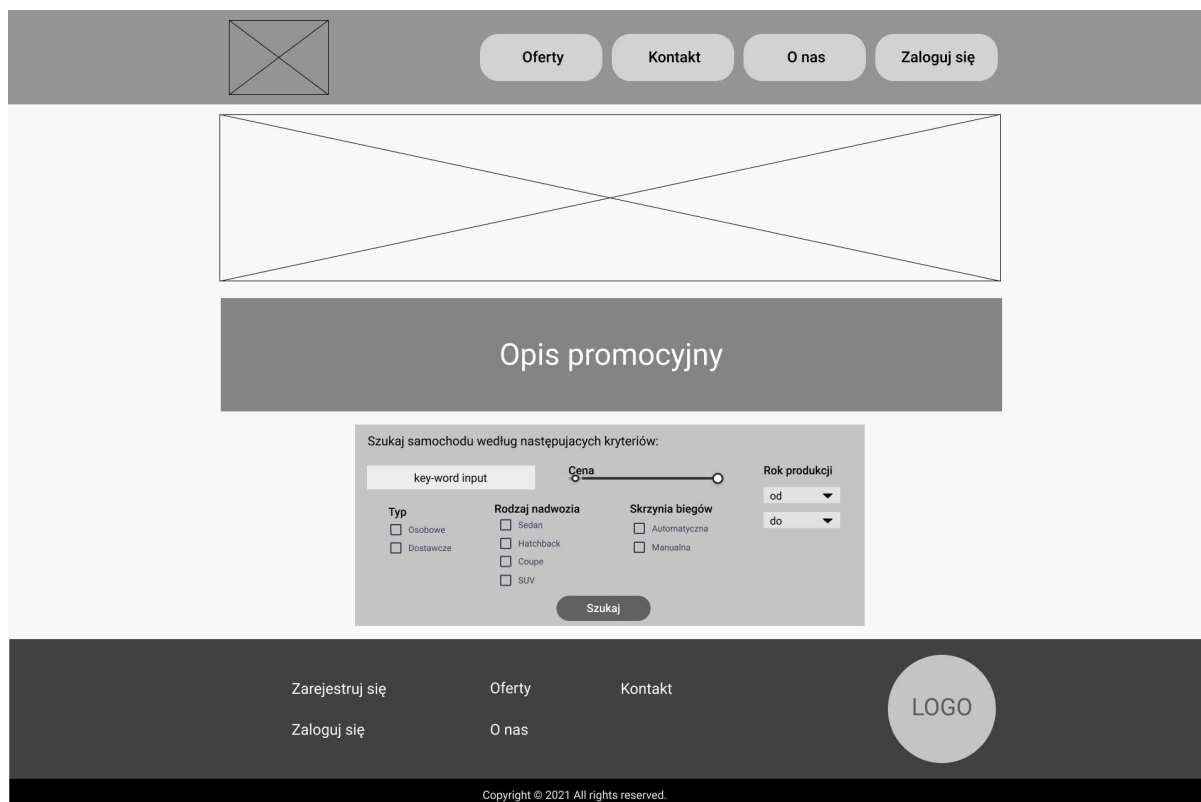 Oferty
Kontakt
O nas
Zaloguj się
Opis promocyjny
Szukaj samochodu według następujacych kryteriów:
key-word input
Cena
Rok produkcji
od
do
Typ
Osobowe
Dostawcze
Rodzaj nadwozia
Sedan
Hatchback
Coupe
SUV
Skrzynia biegów
Automatyczna
Manualna
Szukaj
Zarejestruj się
Oferty
Kontakt
Zaloguj się
O nas
LOGO
Copyright © 2021 All rights reserved.